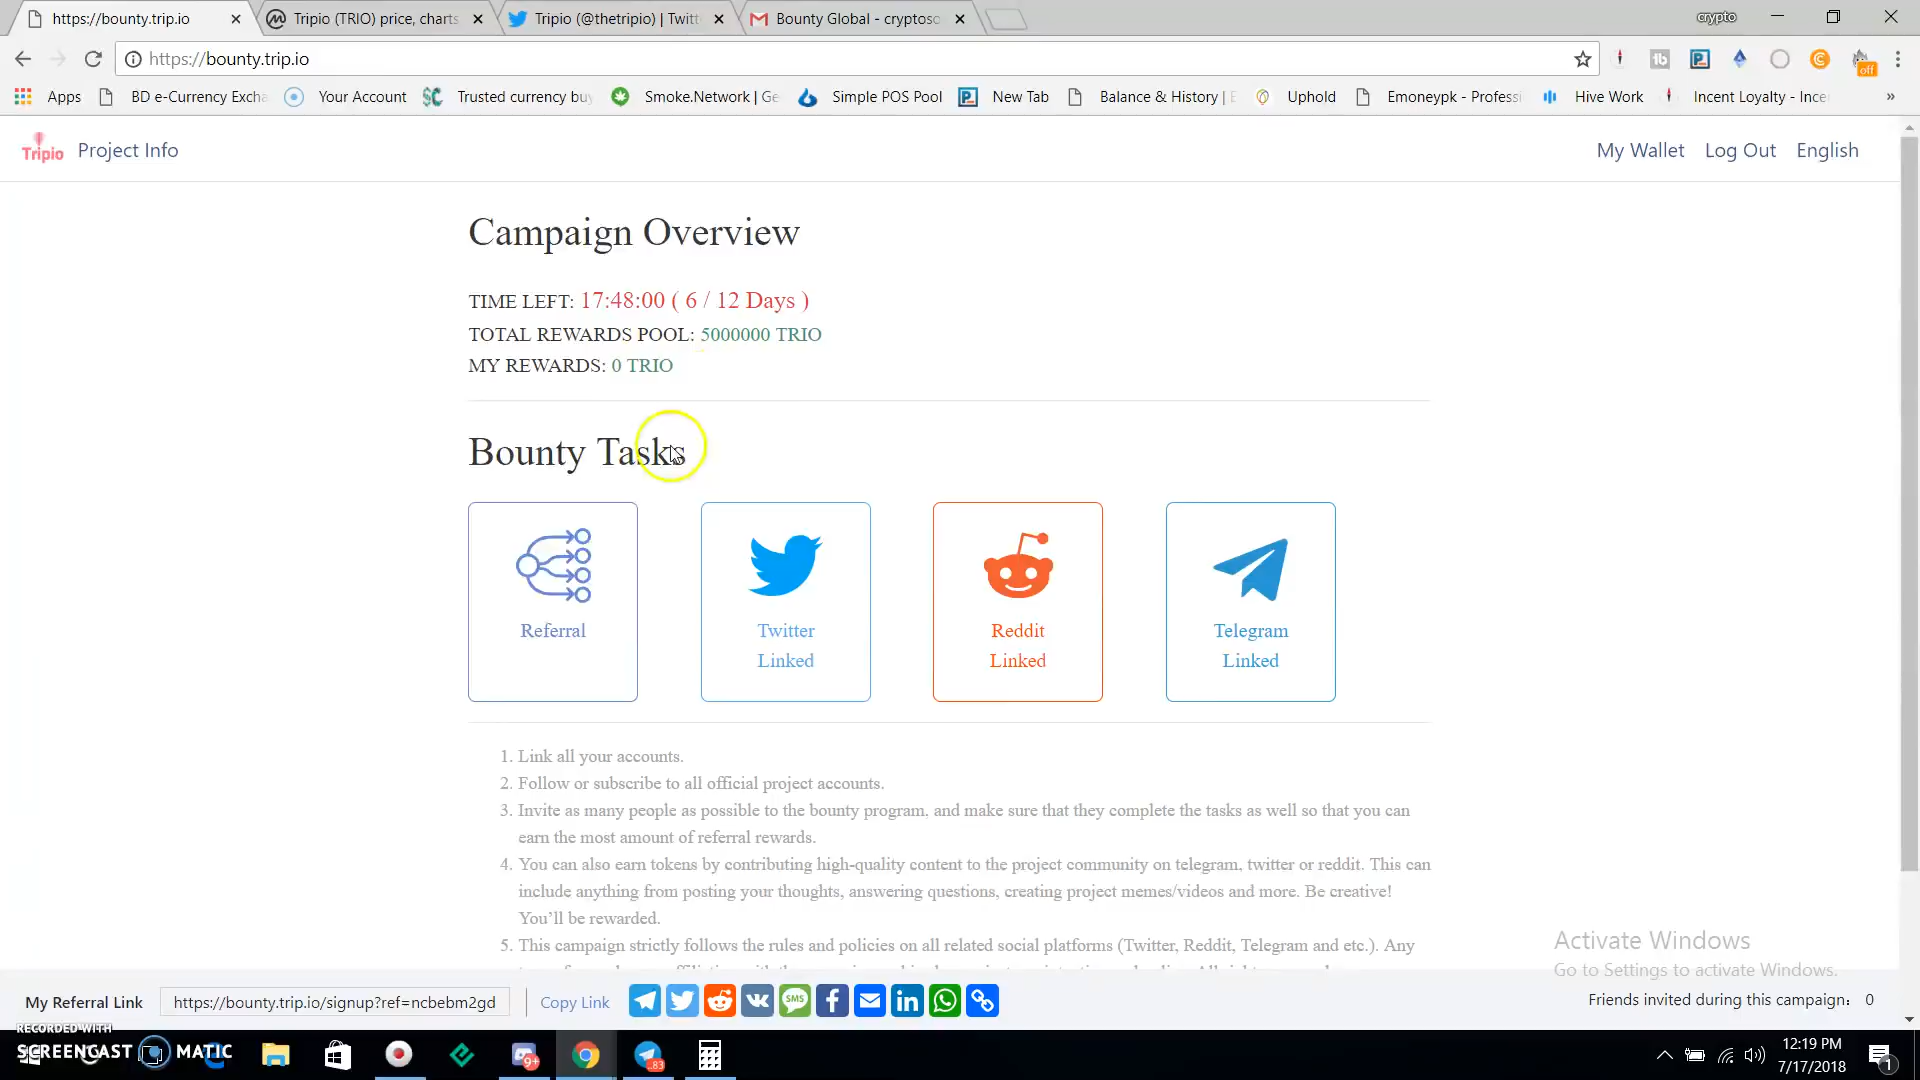 https://bounty.trip.io
Tripio (TRIO) price, charts
Tripio (@thetripio) | Twitt
Bounty Global - cryptosc
crypto
https://bounty.trip.io
off
Apps
BD e-Currency Excha
Your Account
Trusted currency buy
Smoke.Network | Ge
Simple POS Pool
New Tab
Balance & History | E
Uphold
Emoneypk - Professi
Hive Work
Incent Loyalty - Ince
»
Tripio
Project Info
My Wallet
Log Out
English
Campaign Overview
TIME LEFT: 17:48:00 ( 6 / 12 Days )
TOTAL REWARDS POOL: 5000000 TRIO
MY REWARDS: 0 TRIO
Bounty Tasks
Referral
Twitter
Linked
Reddit
Linked
Telegram
Linked
1. Link all your accounts.
2. Follow or subscribe to all official project accounts.
3. Invite as many people as possible to the bounty program, and make sure that they complete the tasks as well so that you can
earn the most amount of referral rewards.
4. You can also earn tokens by contributing high-quality content to the project community on telegram, twitter or reddit. This can
include anything from posting your thoughts, answering questions, creating project memes/videos and more. Be creative!
You'll be rewarded.
5. This campaign strictly follows the rules and policies on all related social platforms (Twitter, Reddit, Telegram and etc.). Any
Activate Windows
Go to Settings to activate Windows.
My Referral Link
https://bounty.trip.io/signup?ref=ncbebm2gd
Copy Link
SMS
Friends invited during this campaign: 0
RECORDED WITH
SCREENCAST MATIC
9+
83
12:19 PM
7/17/2018
1